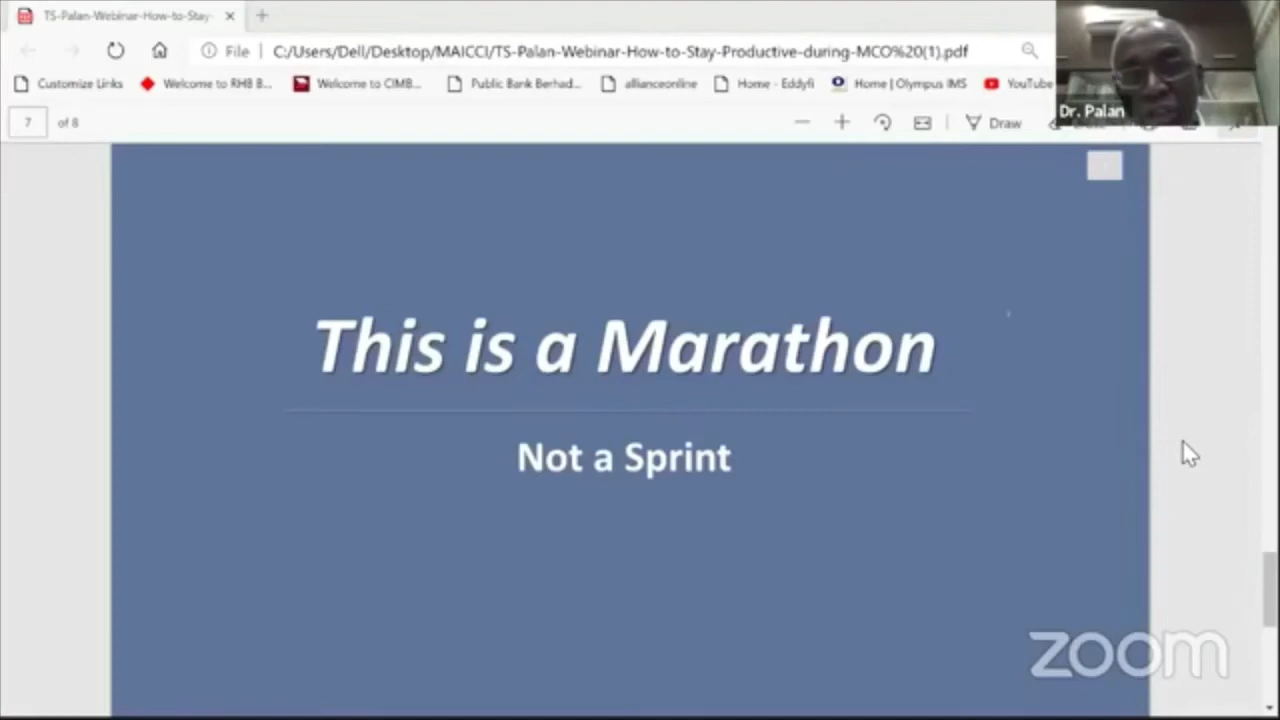 TS-Palan-Webinar-How-to-Stay-
File
C:/Users/Dell/Desktop/MAICCI/TS-Palan-Webinar-How-to-Stay-Productive-during-MCO%20(1).pdf
Customize Links
Welcome to RHB B...
Welcome to CIMB...
Public Bank Berhad...
allianceonline
Home - Eddyfi
Home | Olympus IMS
YouTube
Dr. Palan
7
of 8
Draw
This is a Marathon
Not a Sprint
zoom